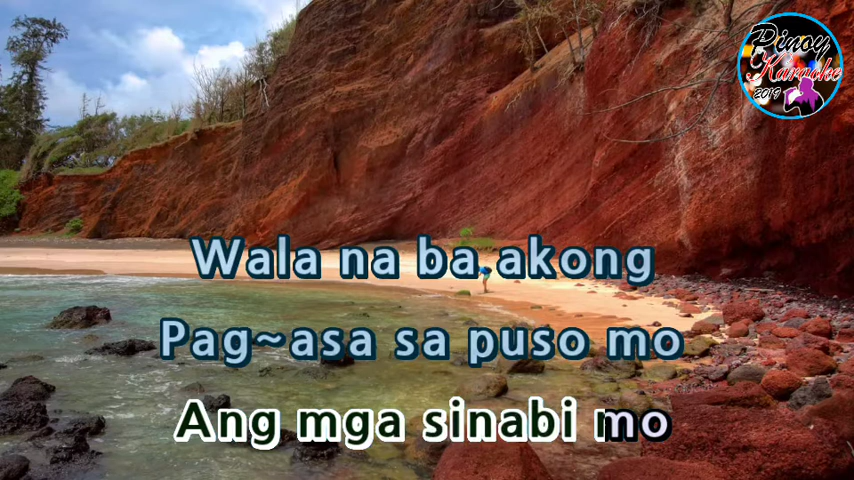 Pinoy
Karaoke
2019
Wala na ba akong
Pag~asa sa puso mo
Ang mga sinabi mo